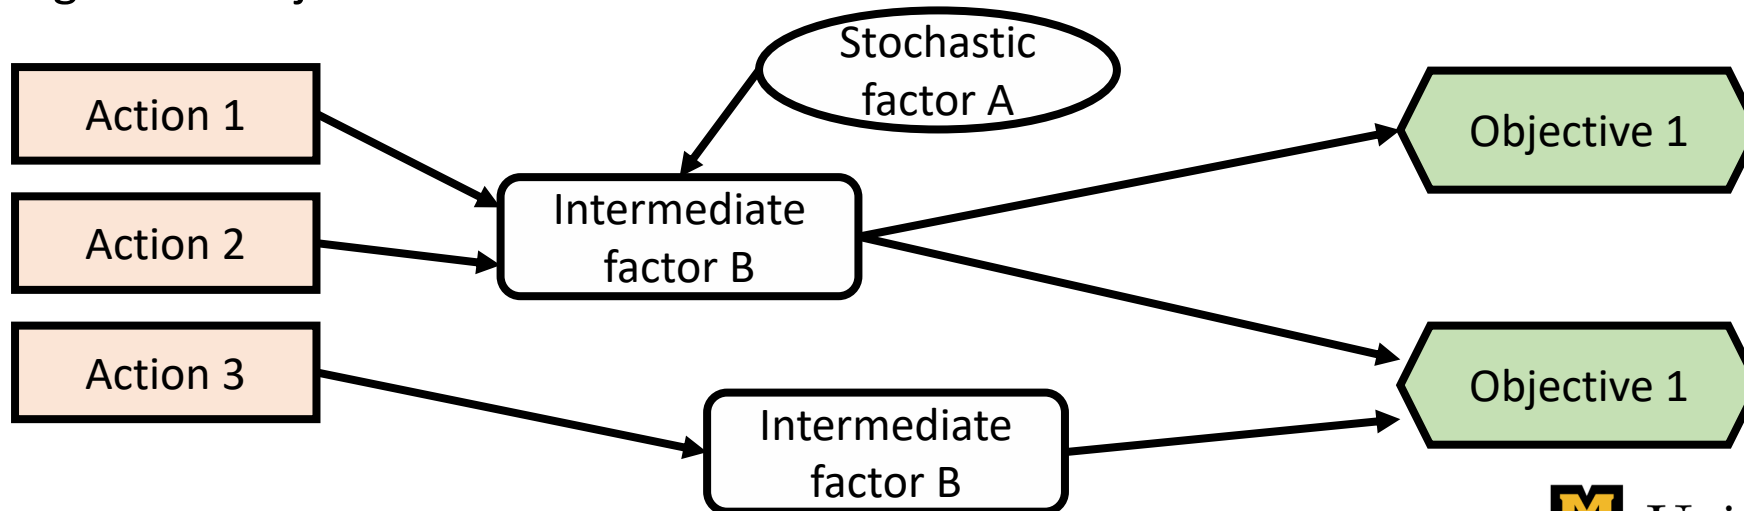 Stochastic
factor A
Action 1
Objective 1
Intermediate
factor B
Action 2
Action 3
Objective 1
Intermediate
factor B